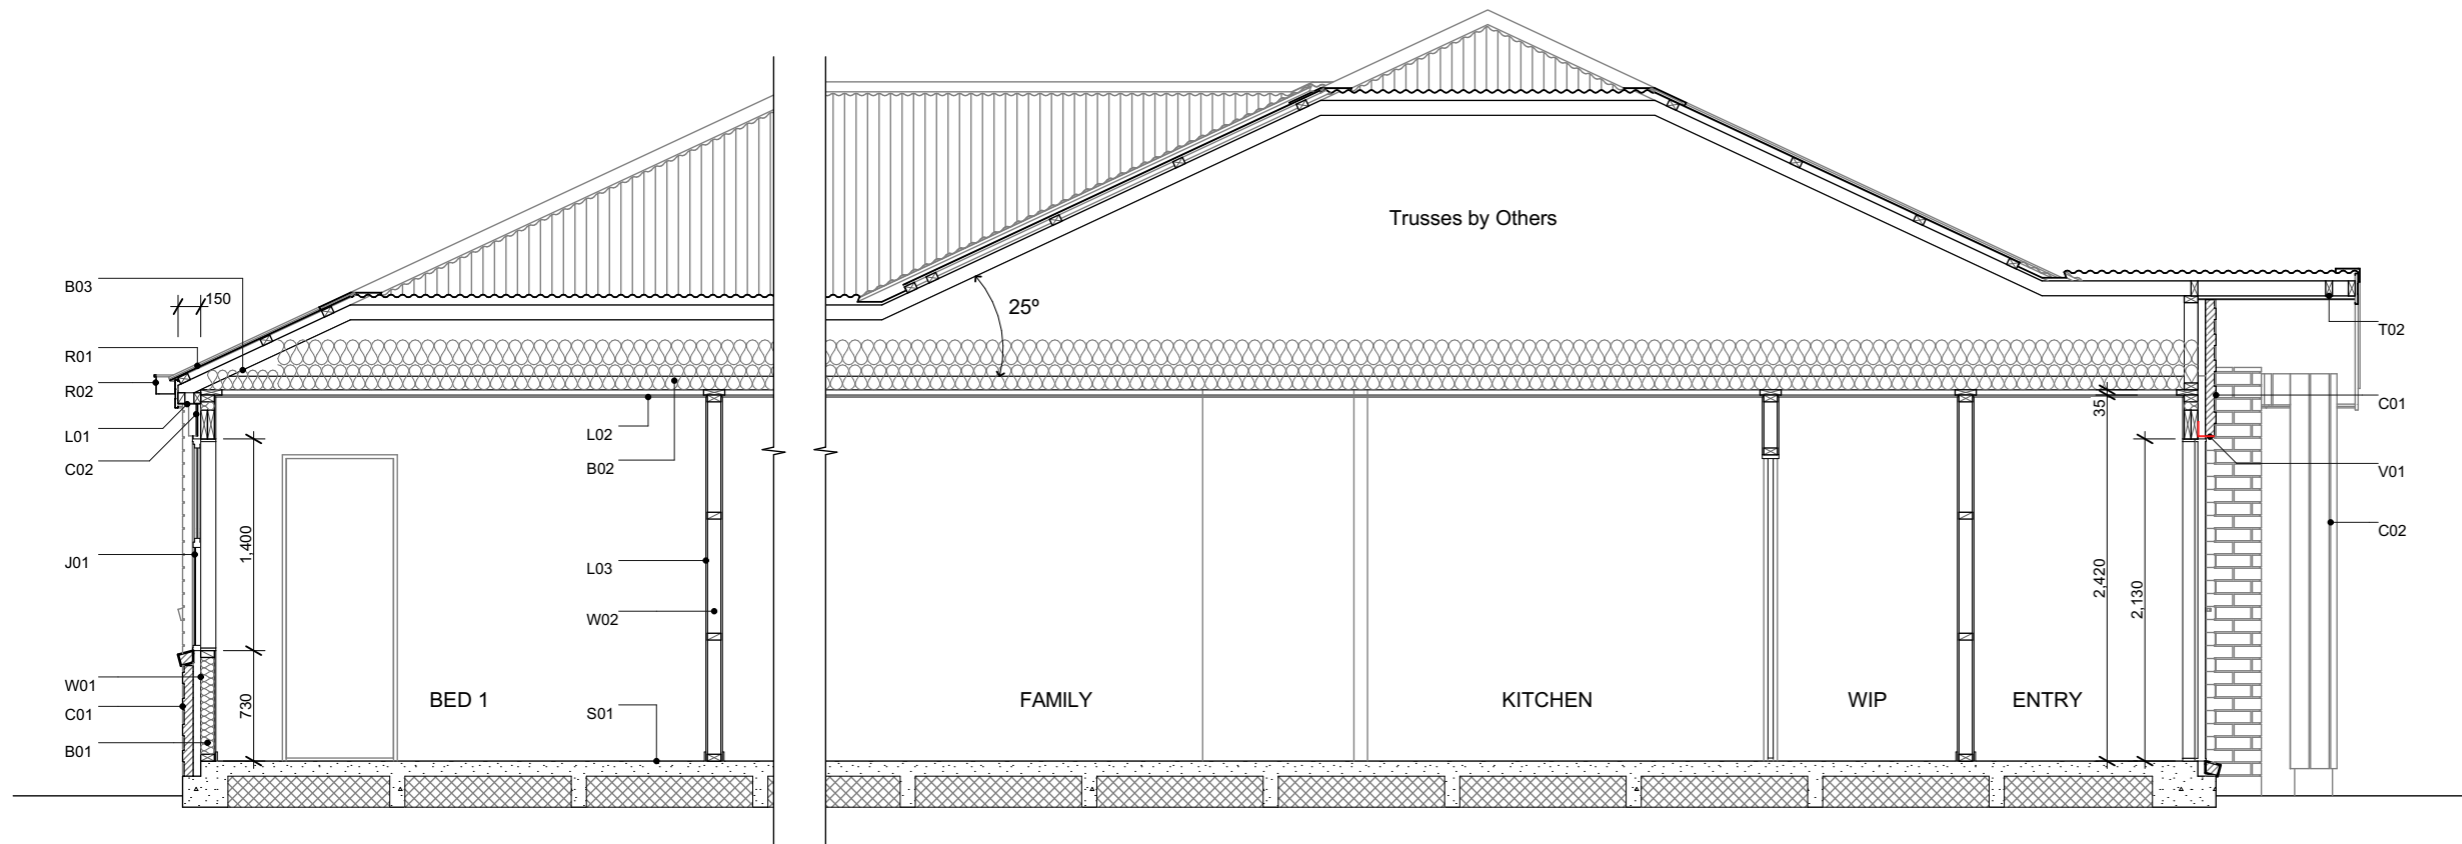 Trusses by Others
25º
B03
150
R01
R02
L01
C02
J01
W01
C01
B01
1,400
730
L02
B02
L03
W02
S01
BED 1
FAMILY
KITCHEN
WIP
ENTRY
35
2,420
2,130
T02
C01
V01
C02